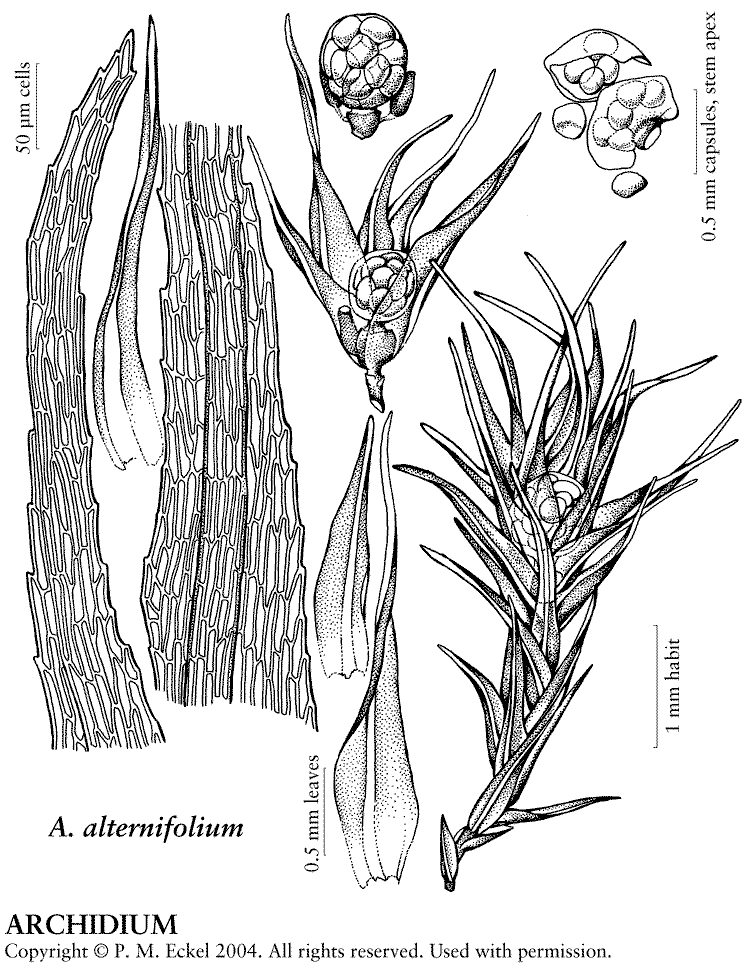 50 µm cells
0.5 mm capsules, stem apex
1 mm habit
0.5 mm leaves
A. alternifolium
ARCHIDIUM
Copyright © P. M. Eckel 2004. All rights reserved. Used with permission.